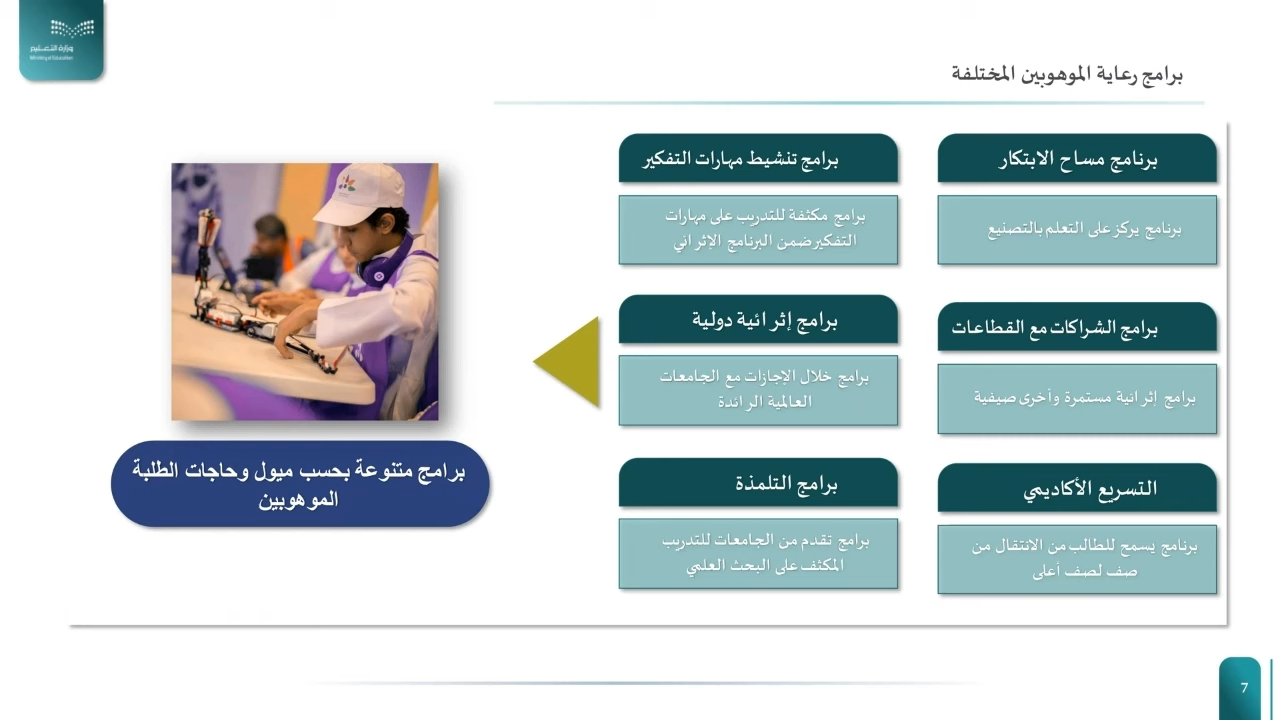 وزارة التعليم
Ministry of Education
برامج رعاية الموهوبين المختلفة
برنامج مساح الابتكار
برنامج يركز على التعلم بالتصنيع
برامج تنشيط مهارات التفكير
برامج مكثفة للتدريب على مهارات
التفكير ضمن البرنامج الإثرائي
برامج الشراكات مع القطاعات
برامج إثرائية مستمرة وأخرى صيفية
برامج إثرائية دولية
برامج خلال الإجازات مع الجامعات
العالمية الرائدة
التسريع الأكاديمي
برنامج يسمح للطالب من الانتقال من
صف لصف أعلى
برامج التلمذة
برامج تقدم من الجامعات للتدريب
المكثف على البحث العلمي
برامج متنوعة بحسب ميول وحاجات الطلبة
الموهوبين
7